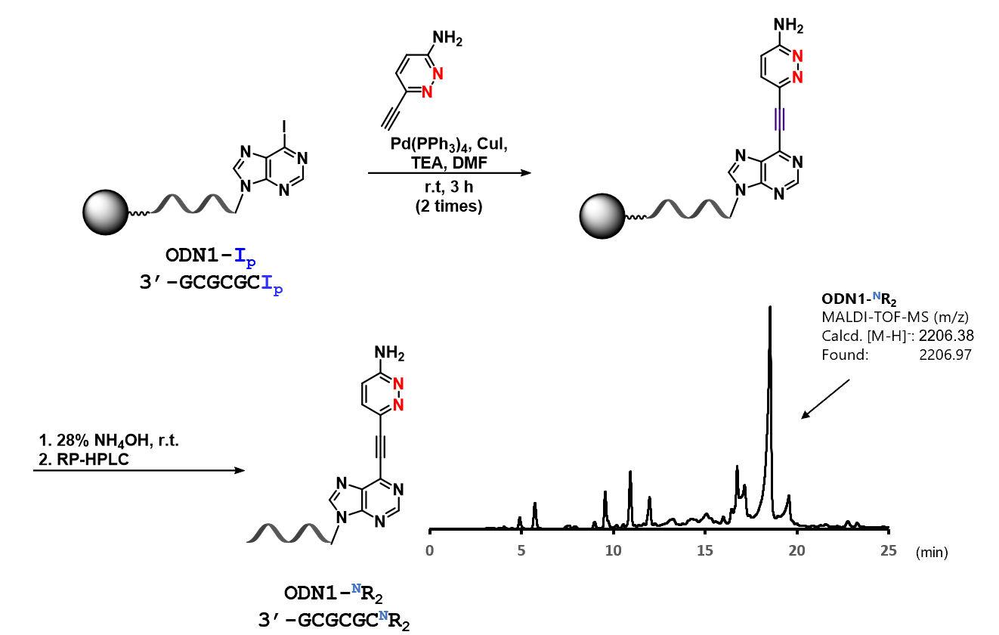 NH2
N
N
Pd(PPh3)4, CuI,
TEA, DMF
r.t, 3 h
(2 times)
I
N
N
N
N
ODN1-Ip
3′-GCGCGCIp
NH2
N
N
N
N
N
N
ODN1-NR2
MALDI-TOF-MS (m/z)
Calcd. [M-H]-: 2206.38
Found: 2206.97
1. 28% NH4OH, r.t.
2. RP-HPLC
NH2
N
N
N
N
N
N
0 5 10 15 20 25 (min)
ODN1-NR2
3′-GCGCGCNR2